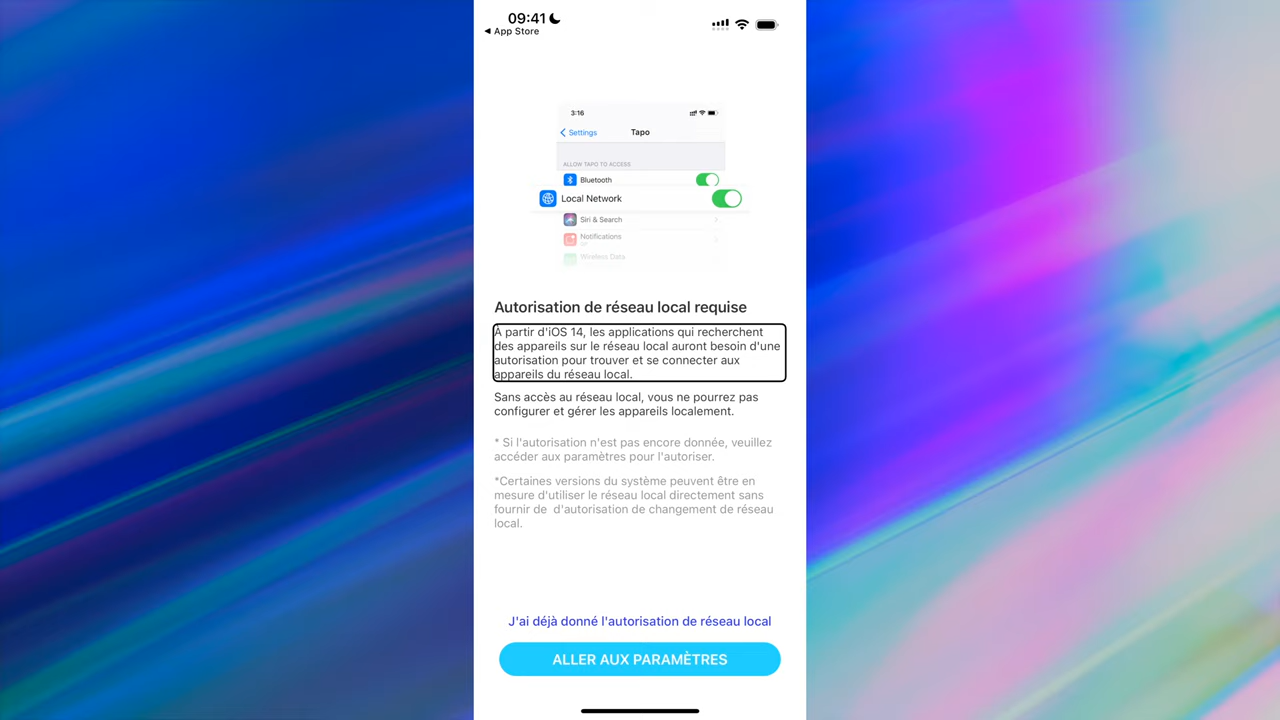 09:41
◀ App Store
3:16
Settings
Tapo
ALLOW TAPO TO ACCESS
Bluetooth
Local Network
Siri & Search
Notifications
Wireless Data
Autorisation de réseau local requise
À partir d'iOS 14, les applications qui recherchent
des appareils sur le réseau local auront besoin d'une
autorisation pour trouver et se connecter aux
appareils du réseau local.
Sans accès au réseau local, vous ne pourrez pas
configurer et gérer les appareils localement.
* Si l'autorisation n'est pas encore donnée, veuillez
accéder aux paramètres pour l'autoriser.
*Certaines versions du système peuvent être en
mesure d'utiliser le réseau local directement sans
fournir de  d'autorisation de changement de réseau
local.
J'ai déjà donné l'autorisation de réseau local
ALLER AUX PARAMÈTRES